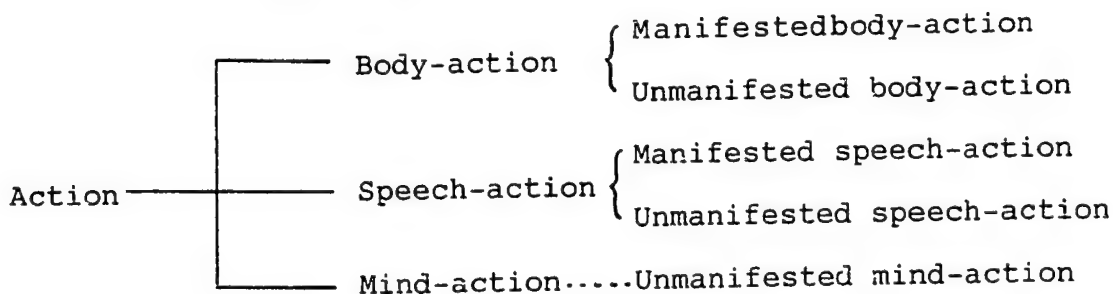 Manifestedbody-action
Body-action
Unmanifested body-action
Manifested speech-action
Action
Speech-action
Unmanifested speech-action
Mind-action.....Unmanifested mind-action